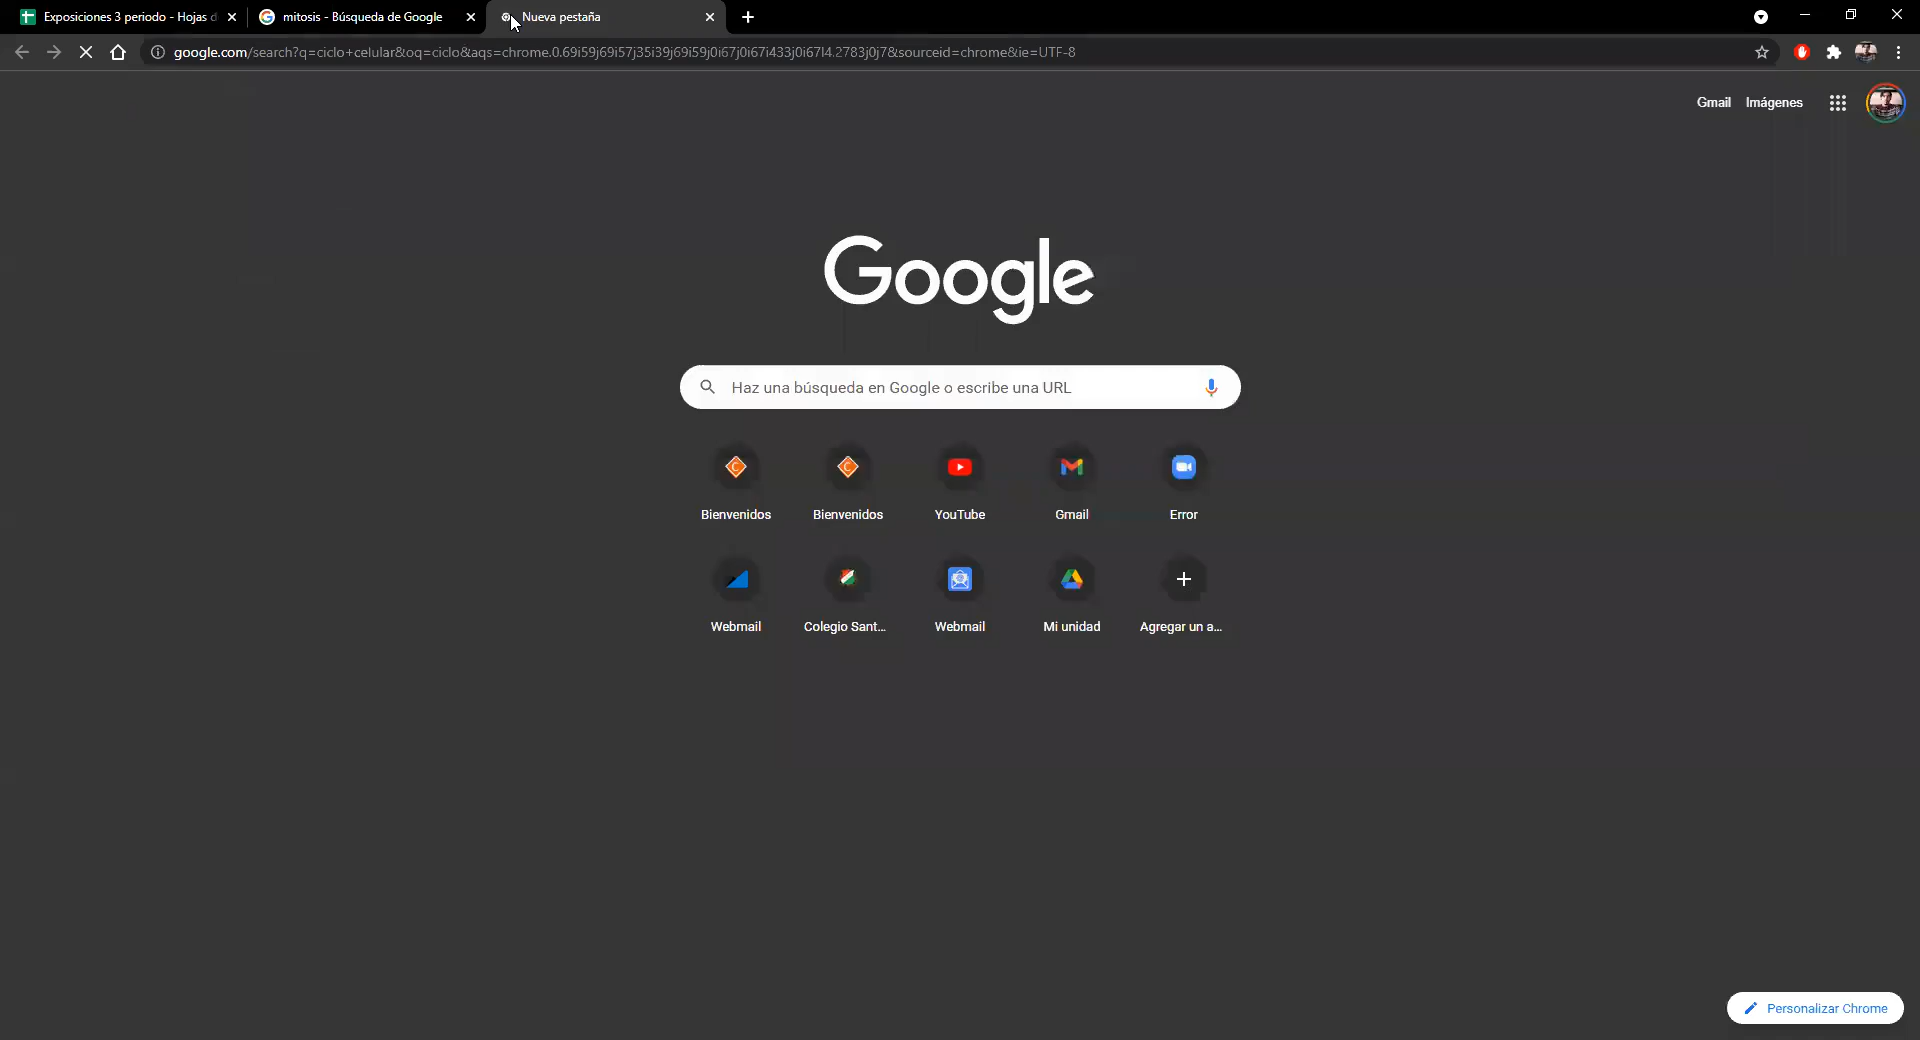 Exposiciones 3 periodo - Hojas d
mitosis - Búsqueda de Google
Nueva pestaña
google.com/search?q=ciclo+celular&oq=ciclo&aqs=chrome.0.69i59j69i57j35i39j69i59j0i67j0i67i433j0i67l4.2783j0j7&sourceid=chrome&ie=UTF-8
Gmail Imágenes
Google
Haz una búsqueda en Google o escribe una URL
Bienvenidos Bienvenidos YouTube Gmail Error
Webmail Colegio Sant... Webmail Mi unidad Agregar un a...
Personalizar Chrome